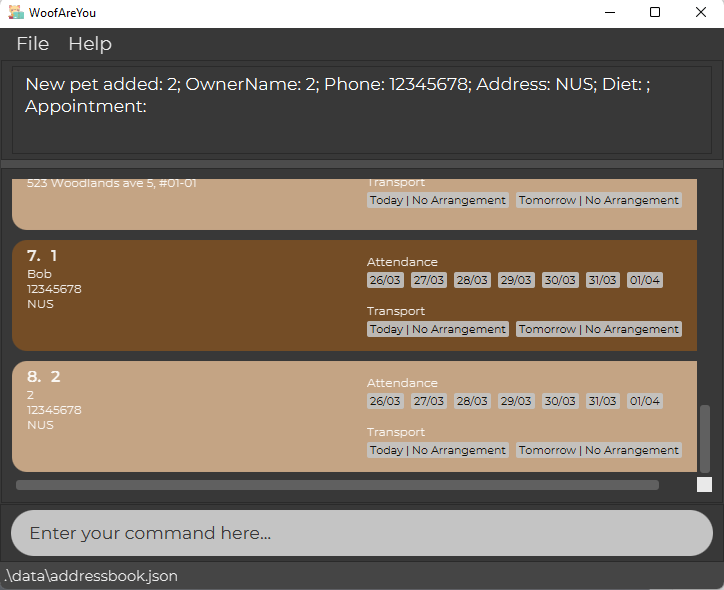 WoofAreYou
File Help
New pet added: 2; OwnerName: 2; Phone: 12345678; Address: NUS; Diet: ;
Appointment:
523 Woodlands ave 5, #01-01
Transport
Today | No Arrangement Tomorrow | No Arrangement
7. 1
Bob
12345678
NUS
Attendance
26/03 27/03 28/03 29/03 30/03 31/03 01/04
Transport
Today | No Arrangement Tomorrow | No Arrangement
8. 2
2
12345678
NUS
Attendance
26/03 27/03 28/03 29/03 30/03 31/03 01/04
Transport
Today | No Arrangement Tomorrow | No Arrangement
Enter your command here...
.\data\addressbook.json